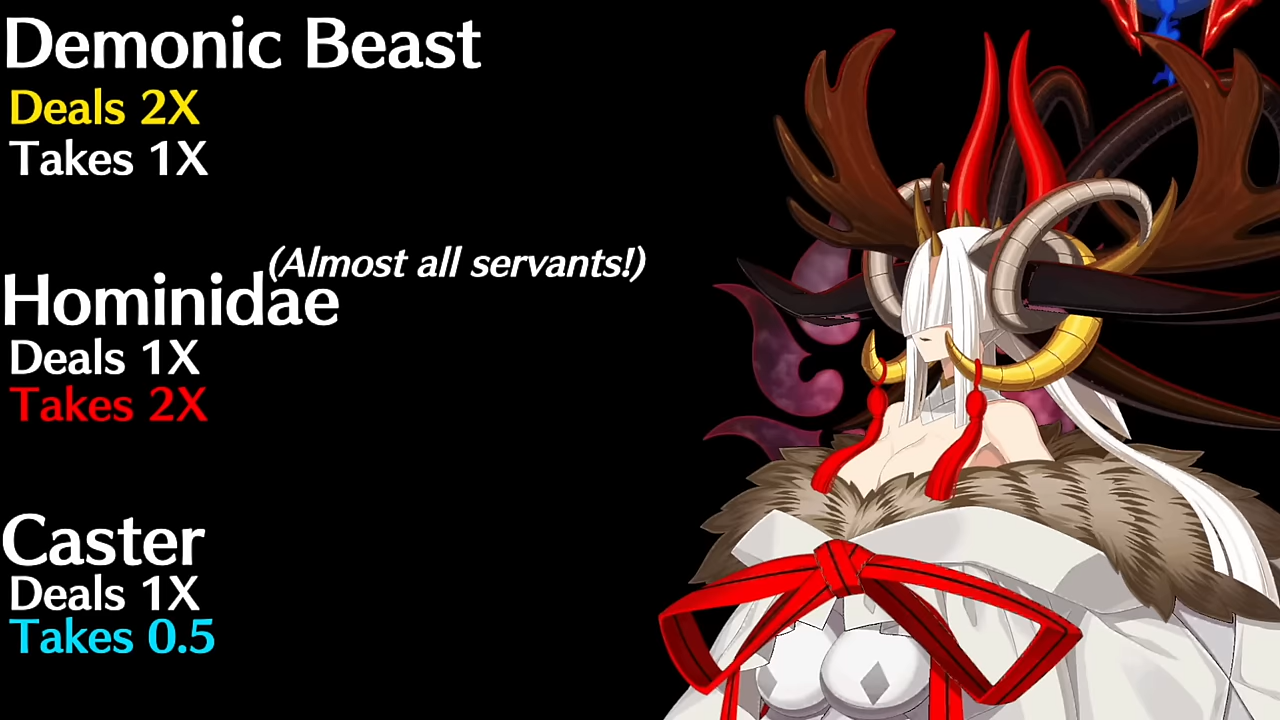 Demonic Beast
Deals 2X
Takes 1X
(Almost all servants!)
Hominidae
Deals 1X
Takes 2X
Caster
Deals 1X
Takes 0.5